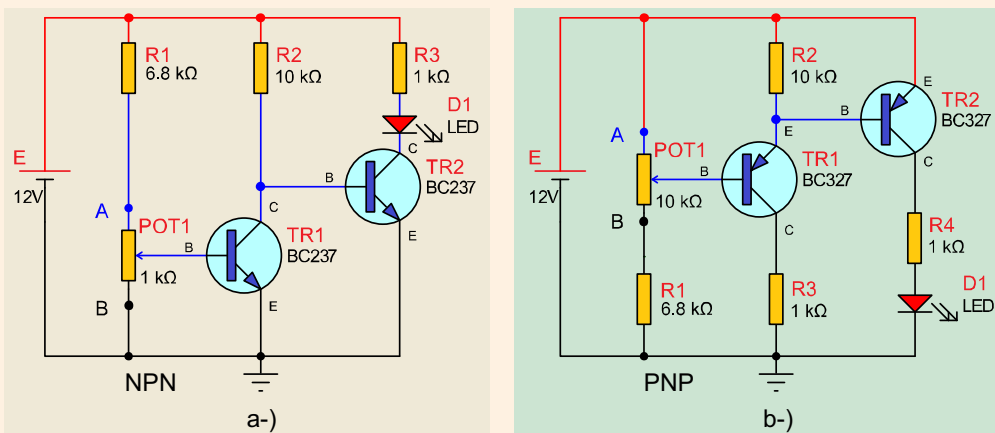 R1
6.8 kΩ
R2
10 kΩ
R3
1 kΩ
D1
LED
E
12V
A
POT1
1 kΩ
B
B
C
TR1
BC237
E
B
C
TR2
BC237
E
NPN
a-)
R2
10 kΩ
E
TR2
BC327
B
C
A
POT1
10 kΩ
B
E
12V
B
E
TR1
BC327
C
R4
1 kΩ
R1
6.8 kΩ
R3
1 kΩ
D1
LED
PNP
b-)